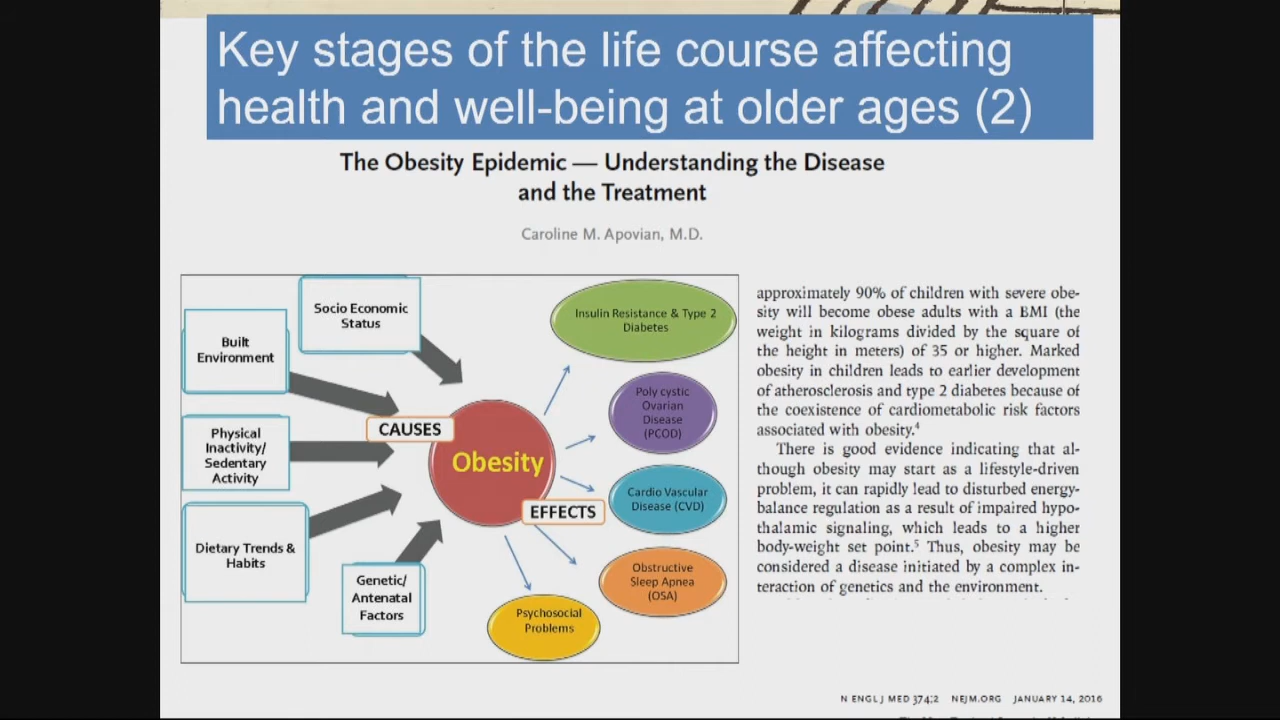 Key stages of the life course affecting
health and well-being at older ages (2)
The Obesity Epidemic — Understanding the Disease
and the Treatment
Caroline M. Apovian, M.D.
Socio Economic
Status
Built
Environment
Physical
Inactivity/
Sedentary
Activity
Dietary Trends &
Habits
Genetic/
Antenatal
Factors
CAUSES
Obesity
EFFECTS
Insulin Resistance & Type 2
Diabetes
Poly cystic
Ovarian
Disease
(PCOD)
Cardio Vascular
Disease (CVD)
Obstructive
Sleep Apnea
(OSA)
Psychosocial
Problems
approximately 90% of children with severe obe-
sity will become obese adults with a BMI (the
weight in kilograms divided by the square of
the height in meters) of 35 or higher. Marked
obesity in children leads to earlier development
of atherosclerosis and type 2 diabetes because of
the coexistence of cardiometabolic risk factors
associated with obesity.4
There is good evidence indicating that al-
though obesity may start as a lifestyle-driven
problem, it can rapidly lead to disturbed energy-
balance regulation as a result of impaired hypo-
thalamic signaling, which leads to a higher
body-weight set point.5 Thus, obesity may be
considered a disease initiated by a complex in-
teraction of genetics and the environment.
N ENGL J MED 374;2 NEJM.ORG JANUARY 14, 2016